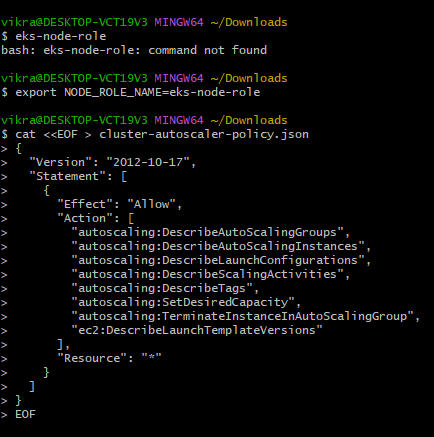 vikra@DESKTOP-VCT19V3 MINGW64 ~/Downloads
$ eks-node-role
bash: eks-node-role: command not found
vikra@DESKTOP-VCT19V3 MINGW64 ~/Downloads
$ export NODE_ROLE_NAME=eks-node-role
vikra@DESKTOP-VCT19V3 MINGW64 ~/Downloads
$ cat <<EOF > cluster-autoscaler-policy.json
> {
>   "Version": "2012-10-17",
>   "Statement": [
>     {
>       "Effect": "Allow",
>       "Action": [
>         "autoscaling:DescribeAutoScalingGroups",
>         "autoscaling:DescribeAutoScalingInstances",
>         "autoscaling:DescribeLaunchConfigurations",
>         "autoscaling:DescribeScalingActivities",
>         "autoscaling:DescribeTags",
>         "autoscaling:SetDesiredCapacity",
>         "autoscaling:TerminateInstanceInAutoScalingGroup",
>         "ec2:DescribeLaunchTemplateVersions"
>       ],
>       "Resource": "*"
>     }
>   ]
> }
> EOF